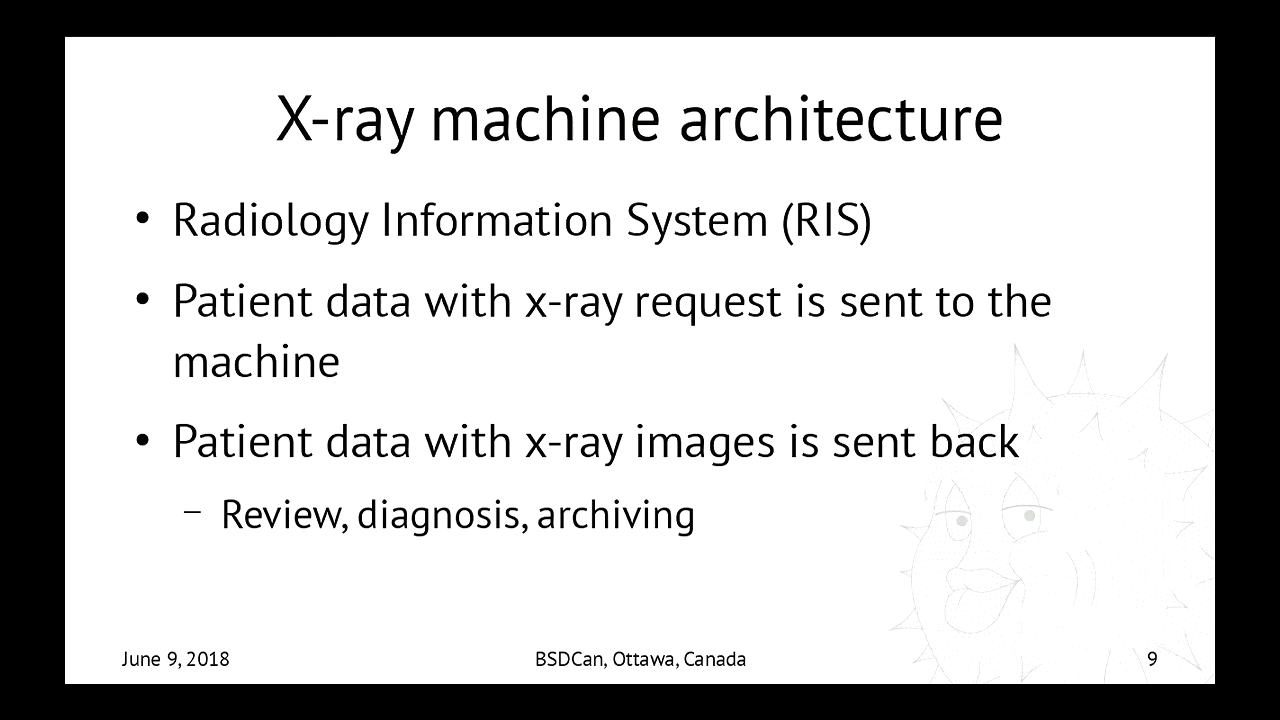 X-ray machine architecture
• Radiology Information System (RIS)
• Patient data with x-ray request is sent to the
machine
• Patient data with x-ray images is sent back
– Review, diagnosis, archiving
June 9, 2018
BSDCan, Ottawa, Canada
9